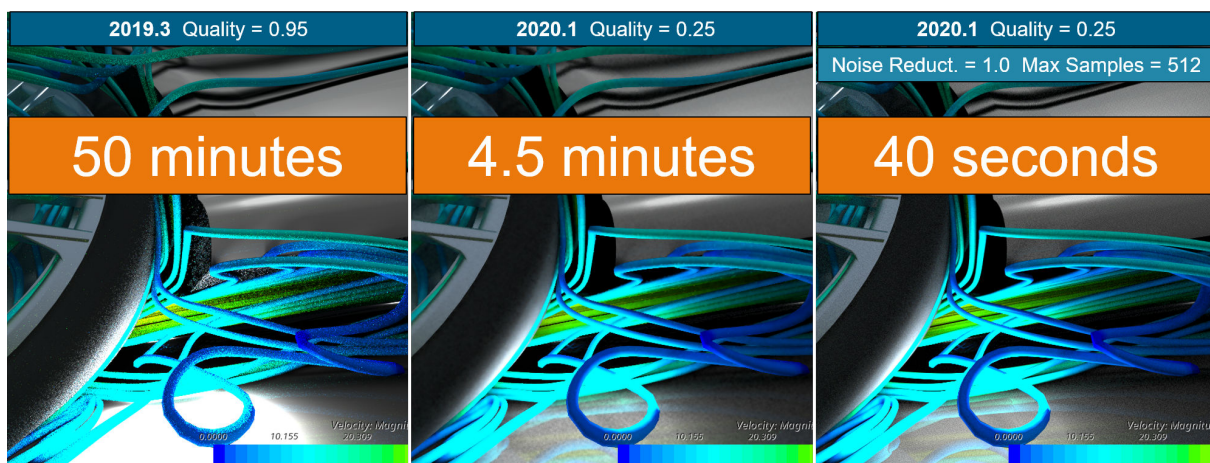 2019.3 Quality = 0.95
50 minutes
Velocity: Magnit
0.0000 10.155 20.309
2020.1 Quality = 0.25
4.5 minutes
Velocity: Magnit
0.0000 10.155 20.309
2020.1 Quality = 0.25
Noise Reduct. = 1.0 Max Samples = 512
40 seconds
Velocity: Magnit
0.0000 10.155 20.309